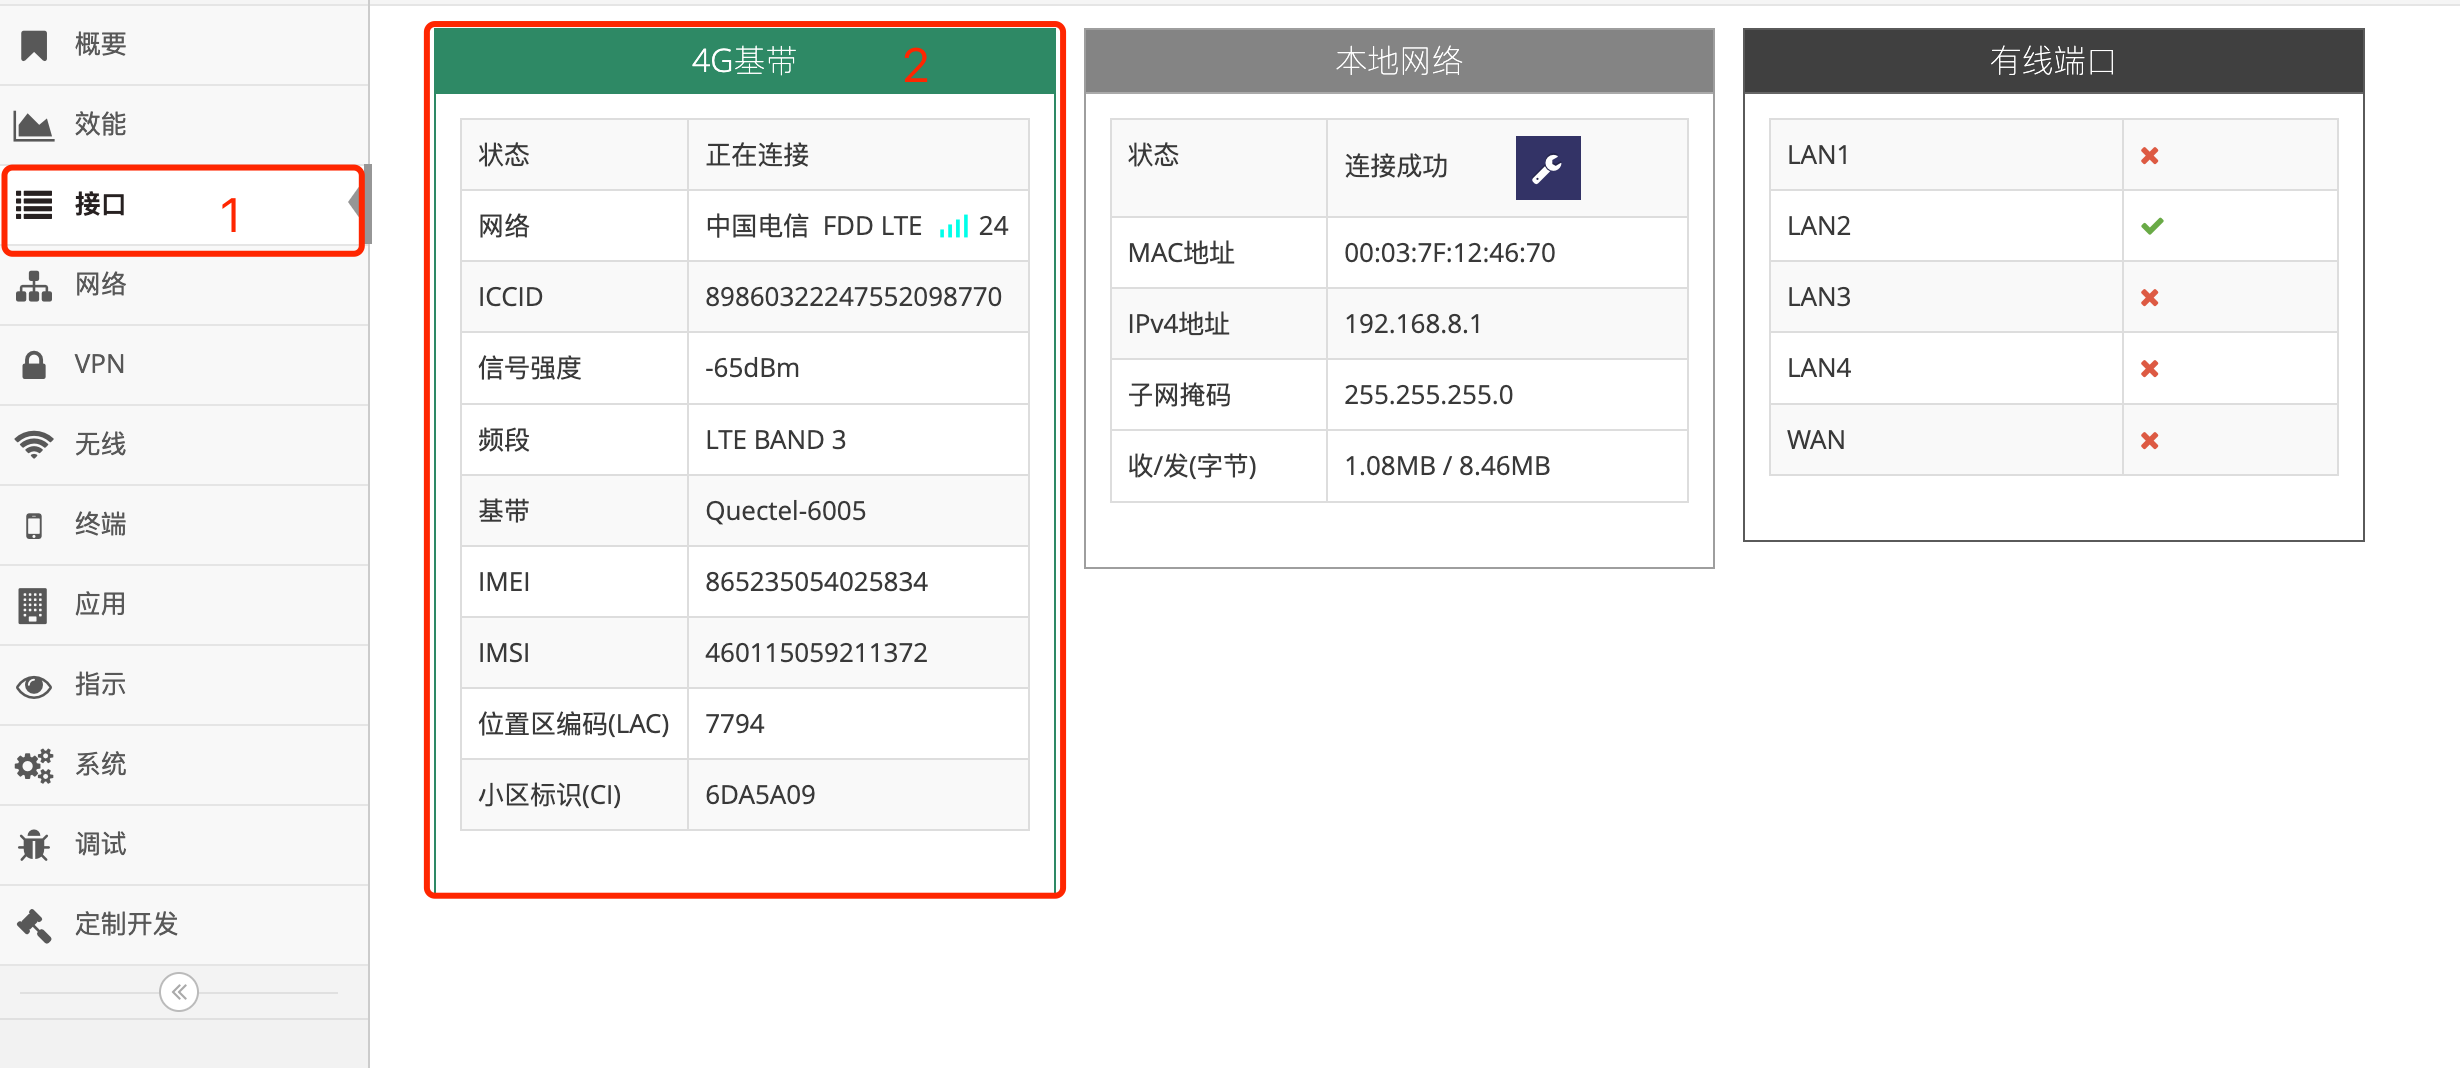 概要
效能
接口 1
网络
VPN
无线
终端
应用
指示
系统
调试
定制开发
4G基带 2
状态 正在连接
网络 中国电信 FDD LTE 24
ICCID 89860322247552098770
信号强度 -65dBm
频段 LTE BAND 3
基带 Quectel-6005
IMEI 865235054025834
IMSI 460115059211372
位置区编码(LAC) 7794
小区标识(CI) 6DA5A09
本地网络
状态 连接成功
MAC地址 00:03:7F:12:46:70
IPv4地址 192.168.8.1
子网掩码 255.255.255.0
收/发(字节) 1.08MB / 8.46MB
有线端口
LAN1
LAN2
LAN3
LAN4
WAN